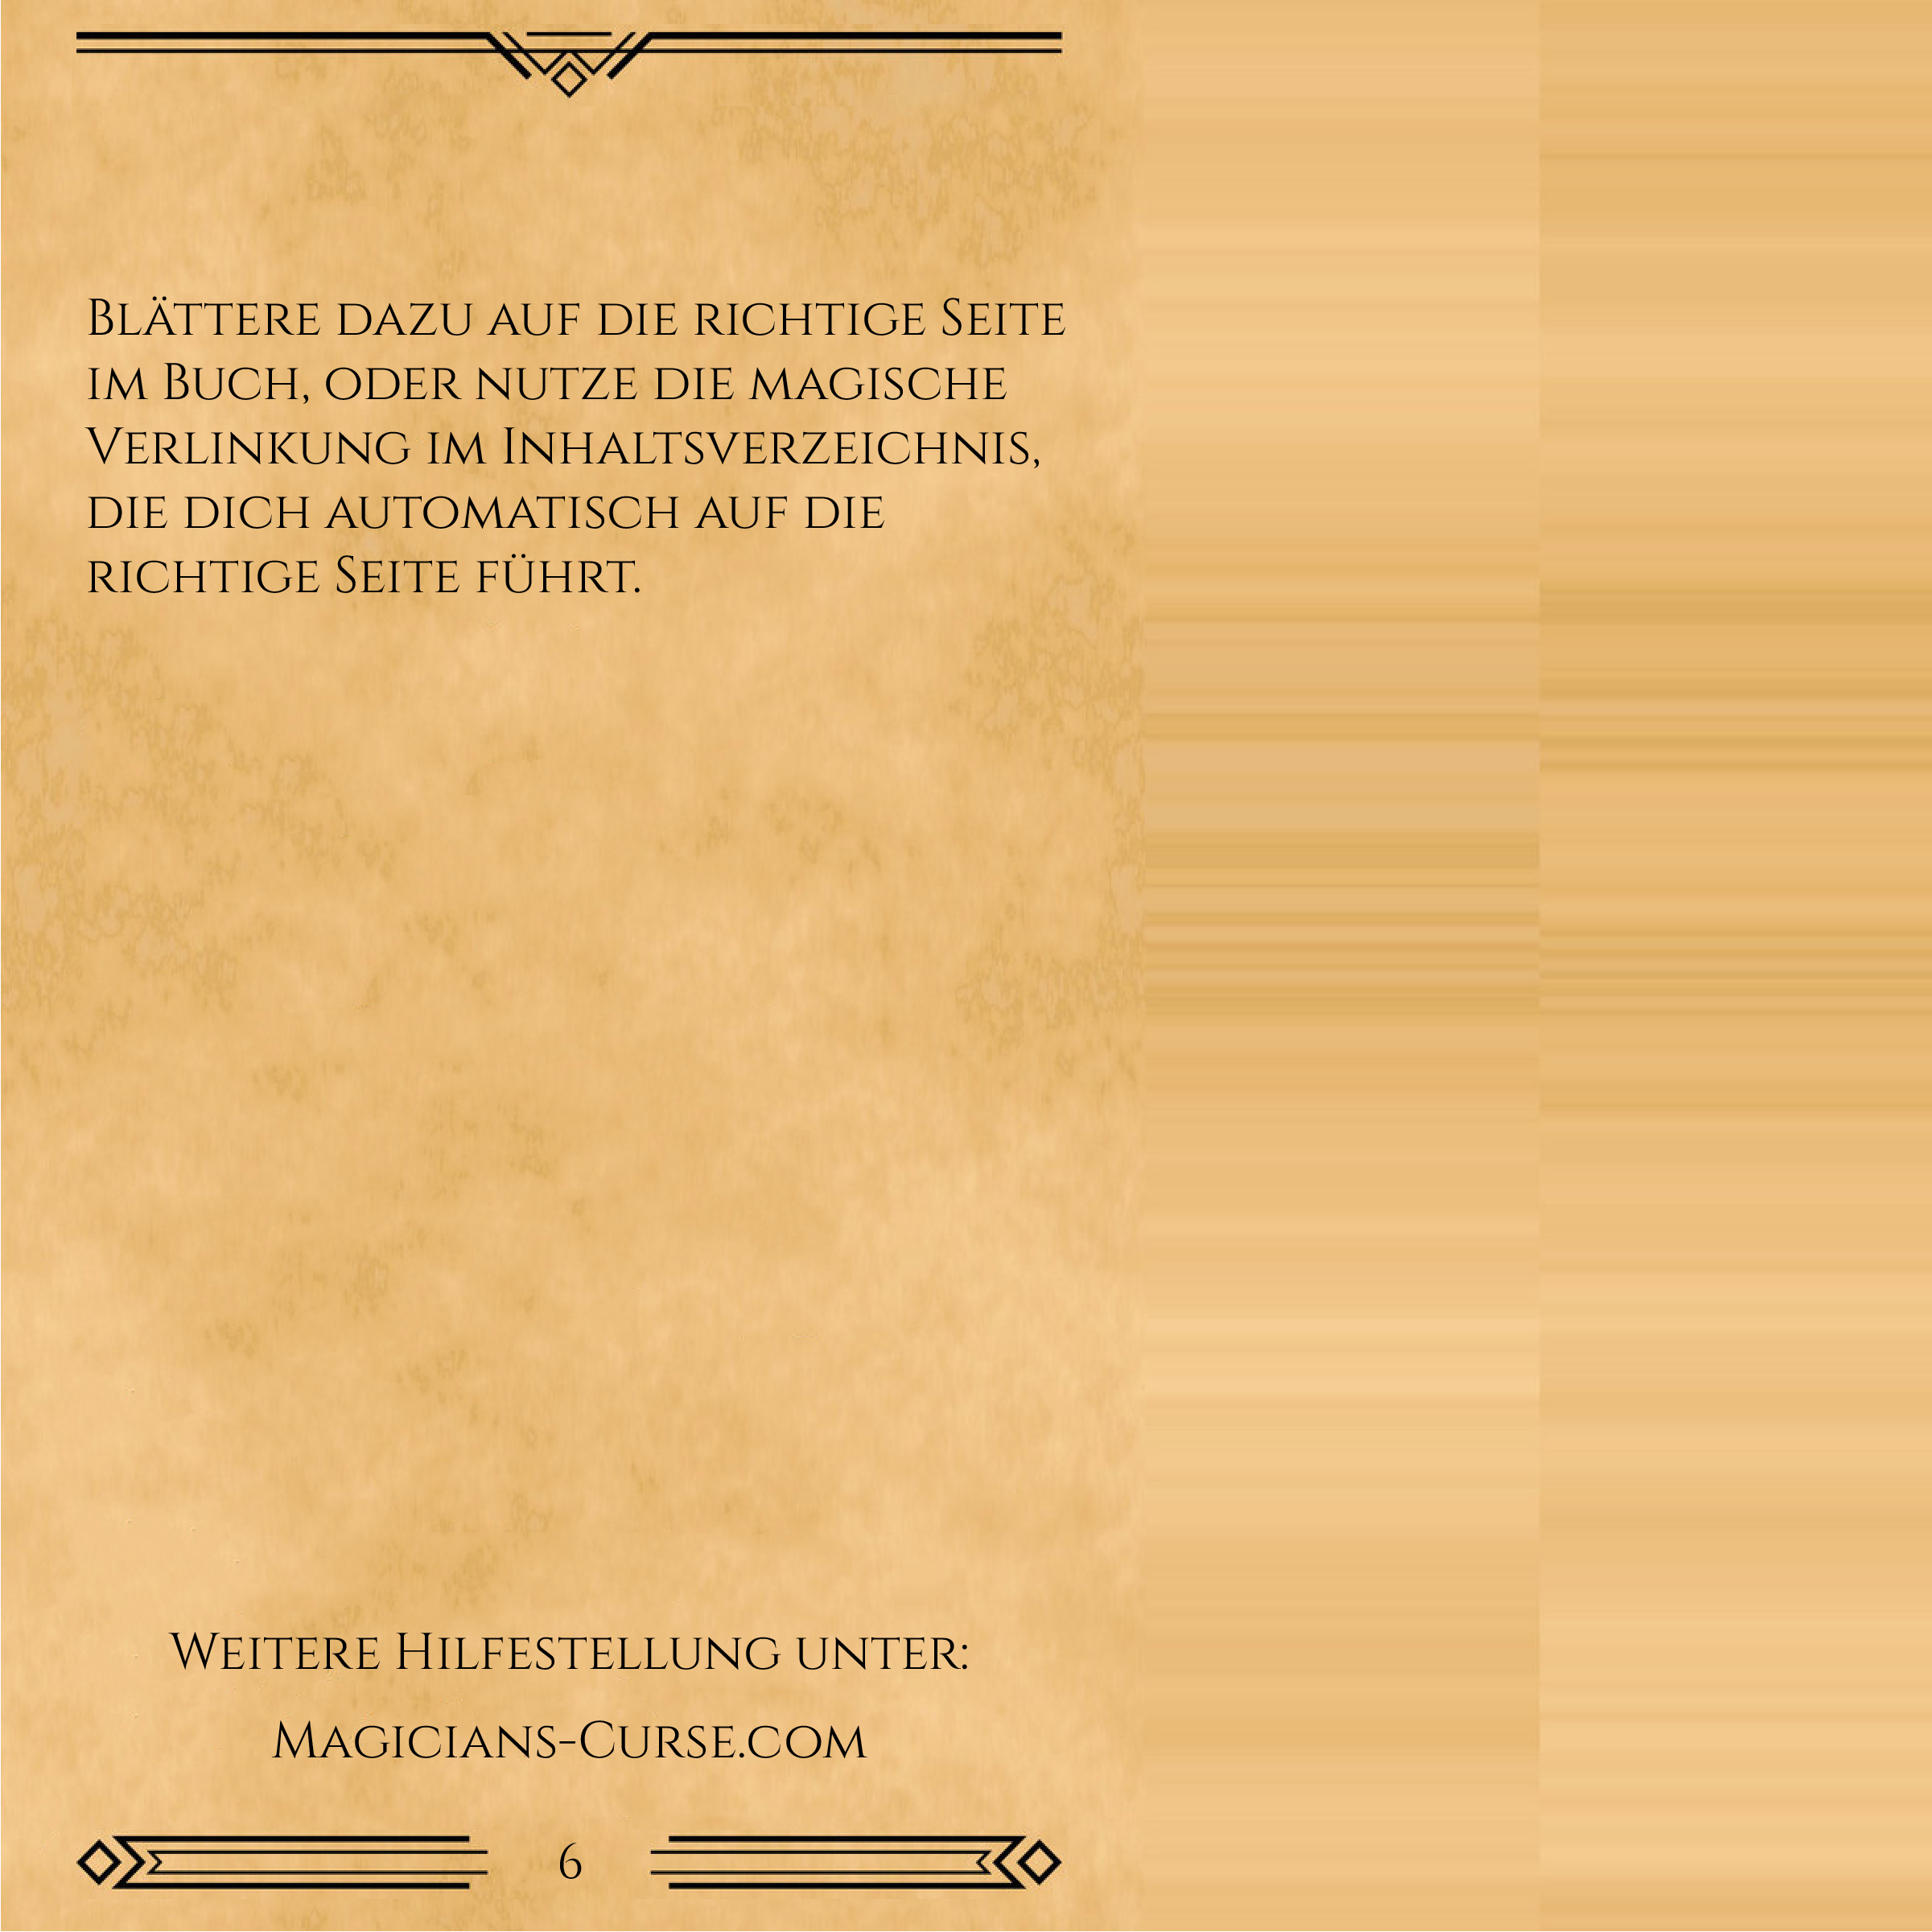 Blättere dazu auf die richtige Seite
im Buch, oder nutze die magische
Verlinkung im Inhaltsverzeichnis,
die dich automatisch auf die
richtige Seite führt.
Weitere Hilfestellung unter:
Magicians-Curse.com
6